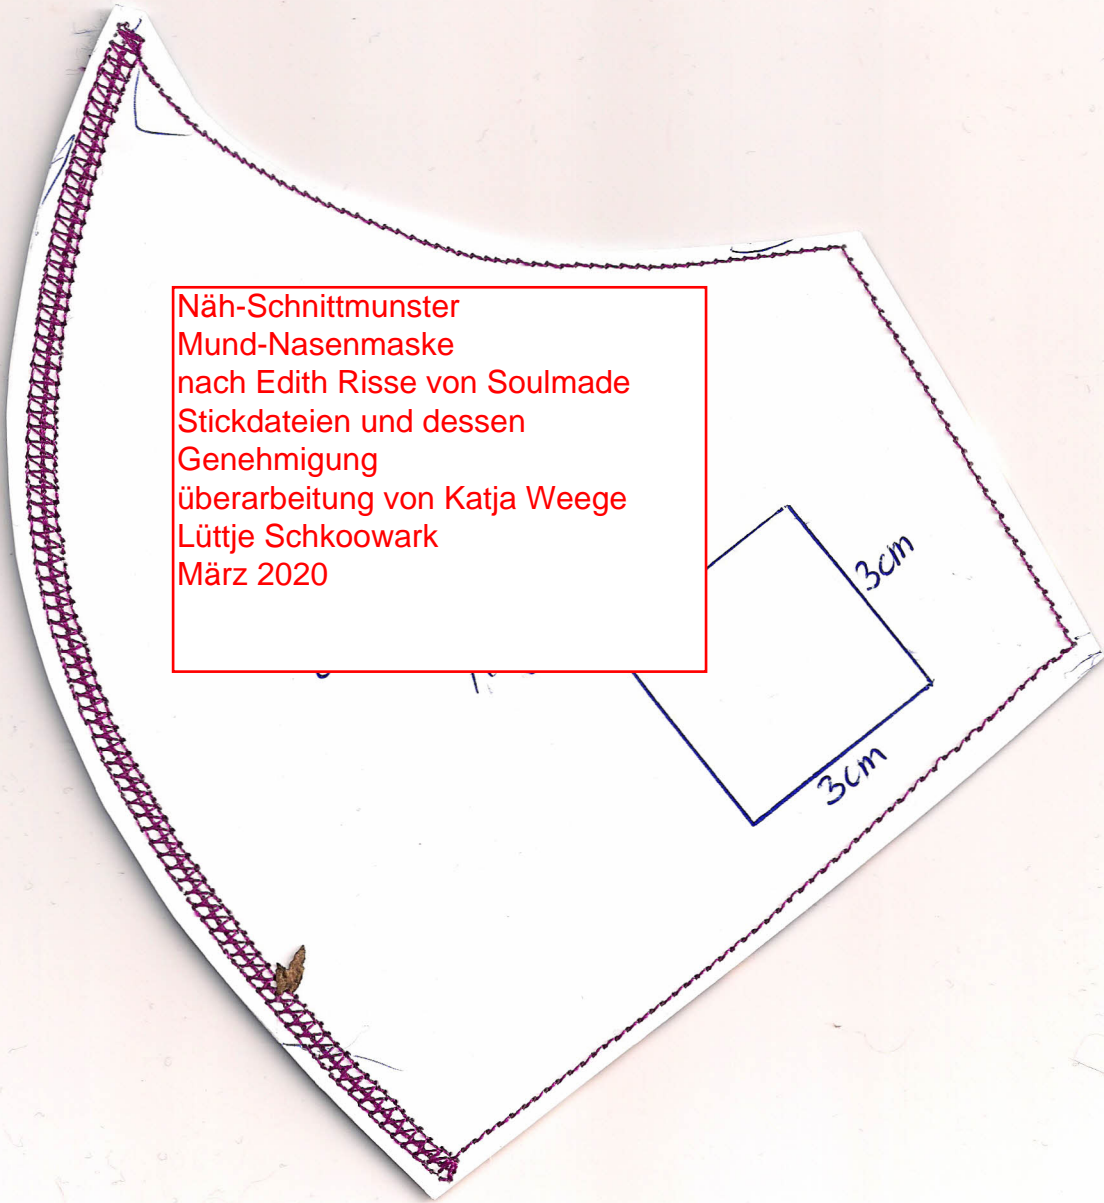 Näh-Schnittmunster
Mund-Nasenmaske
nach Edith Risse von Soulmade
Stickdateien und dessen
Genehmigung
überarbeitung von Katja Weege
Lüttje Schkoowark
März 2020
3cm
3cm